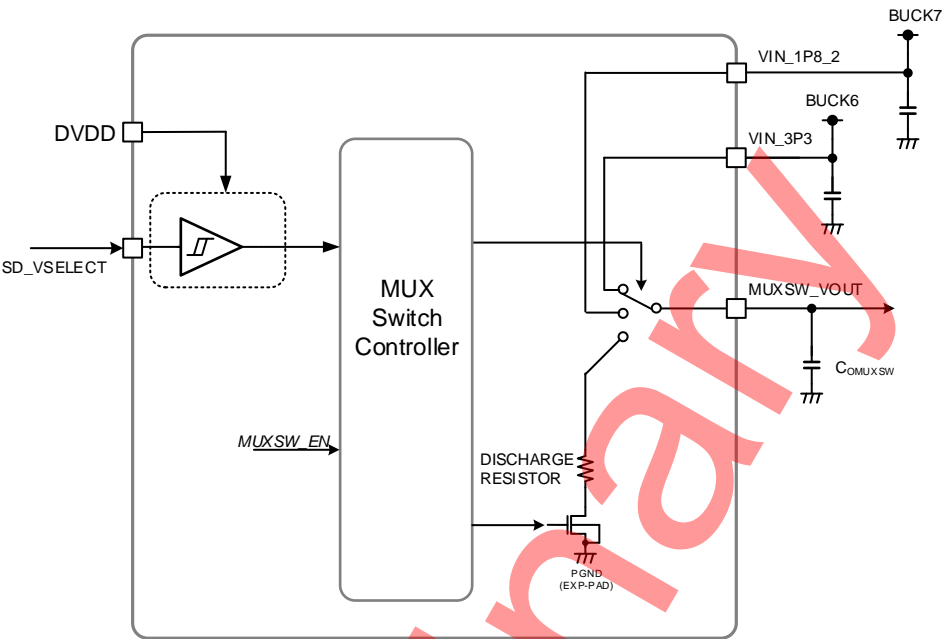 BUCK7
VIN_1P8_2
BUCK6
DVDD
VIN_3P3
SD_VSELECT
MUX
Switch
Controller
MUXSW_VOUT
COMUXSW
MUXSW_EN
DISCHARGE
RESISTOR
PGND
(EXP-PAD)